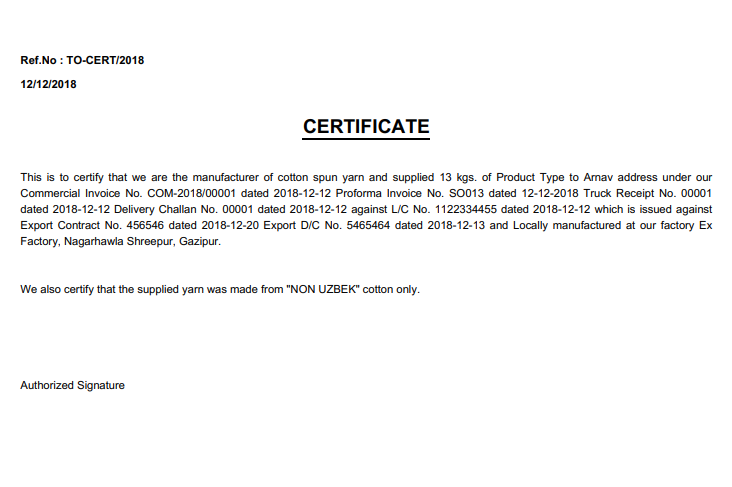 Ref.No : TO-CERT/2018
12/12/2018
CERTIFICATE
This is to certify that we are the manufacturer of cotton spun yarn and supplied 13 kgs. of Product Type to Arnav address under our
Commercial Invoice No. COM-2018/00001 dated 2018-12-12 Proforma Invoice No. SO013 dated 12-12-2018 Truck Receipt No. 00001
dated 2018-12-12 Delivery Challan No. 00001 dated 2018-12-12 against L/C No. 1122334455 dated 2018-12-12 which is issued against
Export Contract No. 456546 dated 2018-12-20 Export D/C No. 5465464 dated 2018-12-13 and Locally manufactured at our factory Ex
Factory, Nagarhawla Shreepur, Gazipur.
We also certify that the supplied yarn was made from "NON UZBEK" cotton only.
Authorized Signature